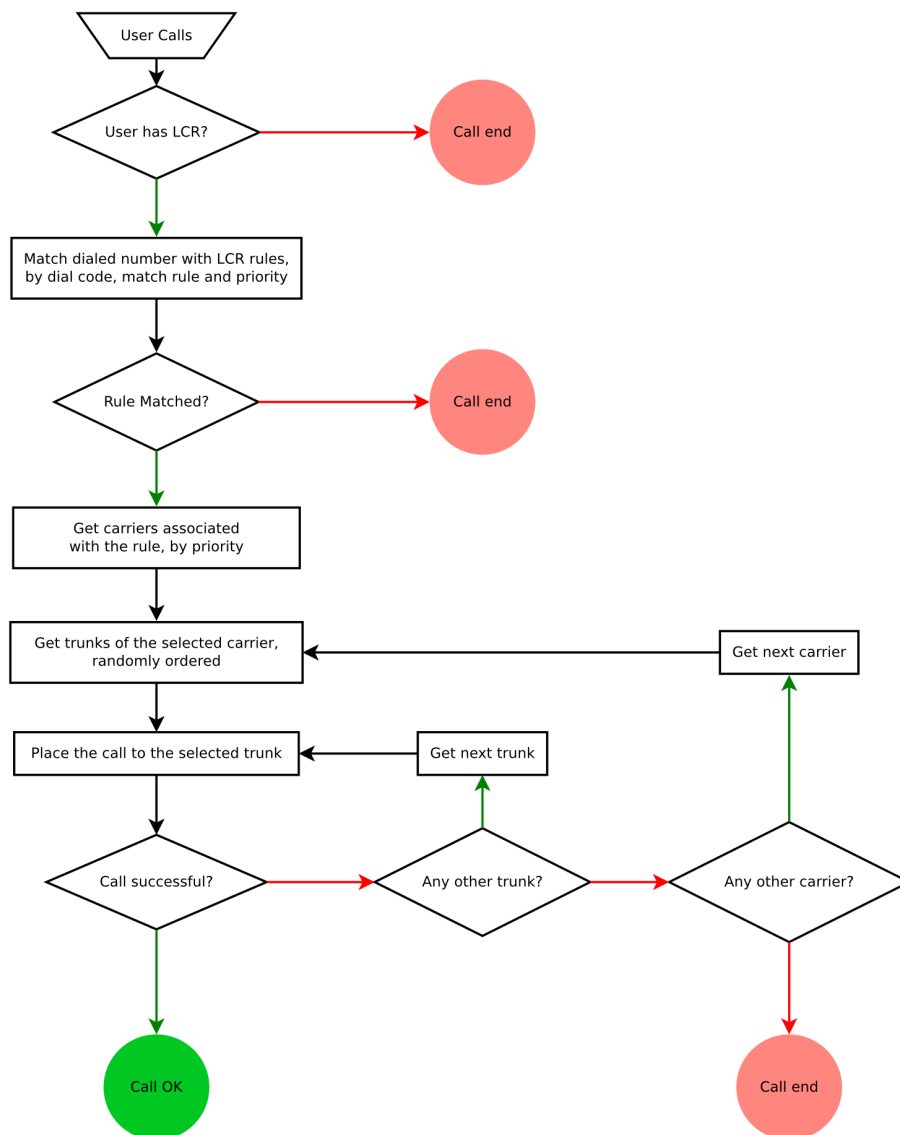 User Calls
User has LCR?
Call end
Match dialed number with LCR rules,
by dial code, match rule and priority
Rule Matched?
Call end
Get carriers associated
with the rule, by priority
Get trunks of the selected carrier,
randomly ordered
Get next carrier
Place the call to the selected trunk
Get next trunk
Call successful?
Any other trunk?
Any other carrier?
Call OK
Call end